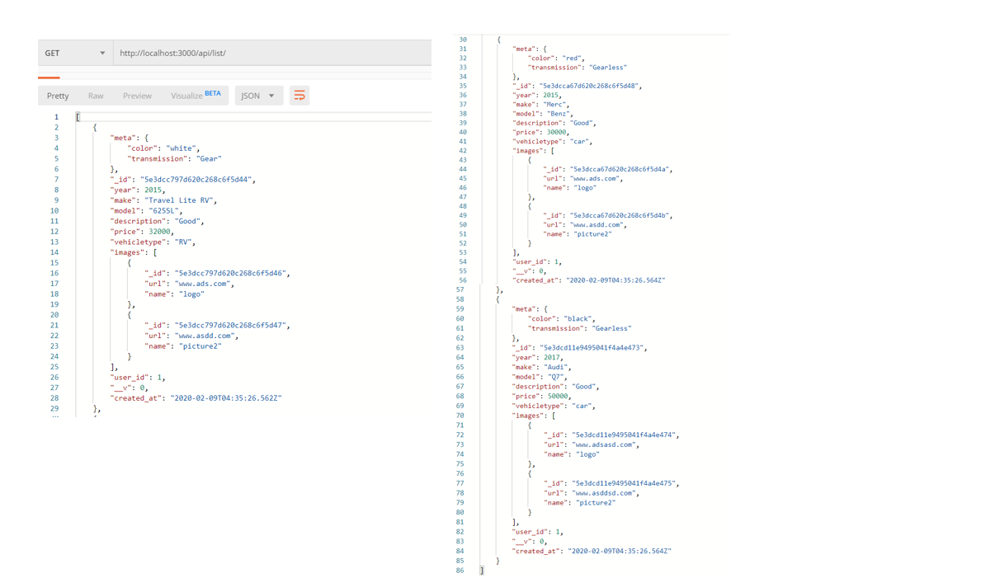 GET http://localhost:3000/api/list/
Pretty Raw Preview Visualize BETA JSON
1 [
2 {
3 "meta": {
4 "color": "white",
5 "transmission": "Gear"
6 },
7 "_id": "5e3dcc797d620c268c6f5d44",
8 "year": 2015,
9 "make": "Travel Lite RV",
10 "model": "625SL",
11 "description": "Good",
12 "price": 32000,
13 "vehicletype": "RV",
14 "images": [
15 {
16 "_id": "5e3dcc797d620c268c6f5d46",
17 "url": "www.ads.com",
18 "name": "logo"
19 },
20 {
21 "_id": "5e3dcc797d620c268c6f5d47",
22 "url": "www.asdd.com",
23 "name": "picture2"
24 }
25 ],
26 "user_id": 1,
27 "__v": 0,
28 "created_at": "2020-02-09T04:35:26.562Z"
29 },
30 {
31 "meta": {
32 "color": "red",
33 "transmission": "Gearless"
34 },
35 "_id": "5e3dcca67d620c268c6f5d48",
36 "year": 2015,
37 "make": "Merc",
38 "model": "Benz",
39 "description": "Good",
40 "price": 30000,
41 "vehicletype": "car",
42 "images": [
43 {
44 "_id": "5e3dcca67d620c268c6f5d4a",
45 "url": "www.ads.com",
46 "name": "logo"
47 },
48 {
49 "_id": "5e3dcca67d620c268c6f5d4b",
50 "url": "www.asdd.com",
51 "name": "picture2"
52 }
53 ],
54 "user_id": 1,
55 "__v": 0,
56 "created_at": "2020-02-09T04:35:26.564Z"
57 },
58 {
59 "meta": {
60 "color": "black",
61 "transmission": "Gearless"
62 },
63 "_id": "5e3dcd11e9495041f4a4e473",
64 "year": 2017,
65 "make": "Audi",
66 "model": "Q7",
67 "description": "Good",
68 "price": 50000,
69 "vehicletype": "car",
70 "images": [
71 {
72 "_id": "5e3dcd11e9495041f4a4e474",
73 "url": "www.adsasd.com",
74 "name": "logo"
75 },
76 {
77 "_id": "5e3dcd11e9495041f4a4e475",
78 "url": "www.asddsd.com",
79 "name": "picture2"
80 }
81 ],
82 "user_id": 1,
83 "__v": 0,
84 "created_at": "2020-02-09T04:35:26.564Z"
85 }
86 ]